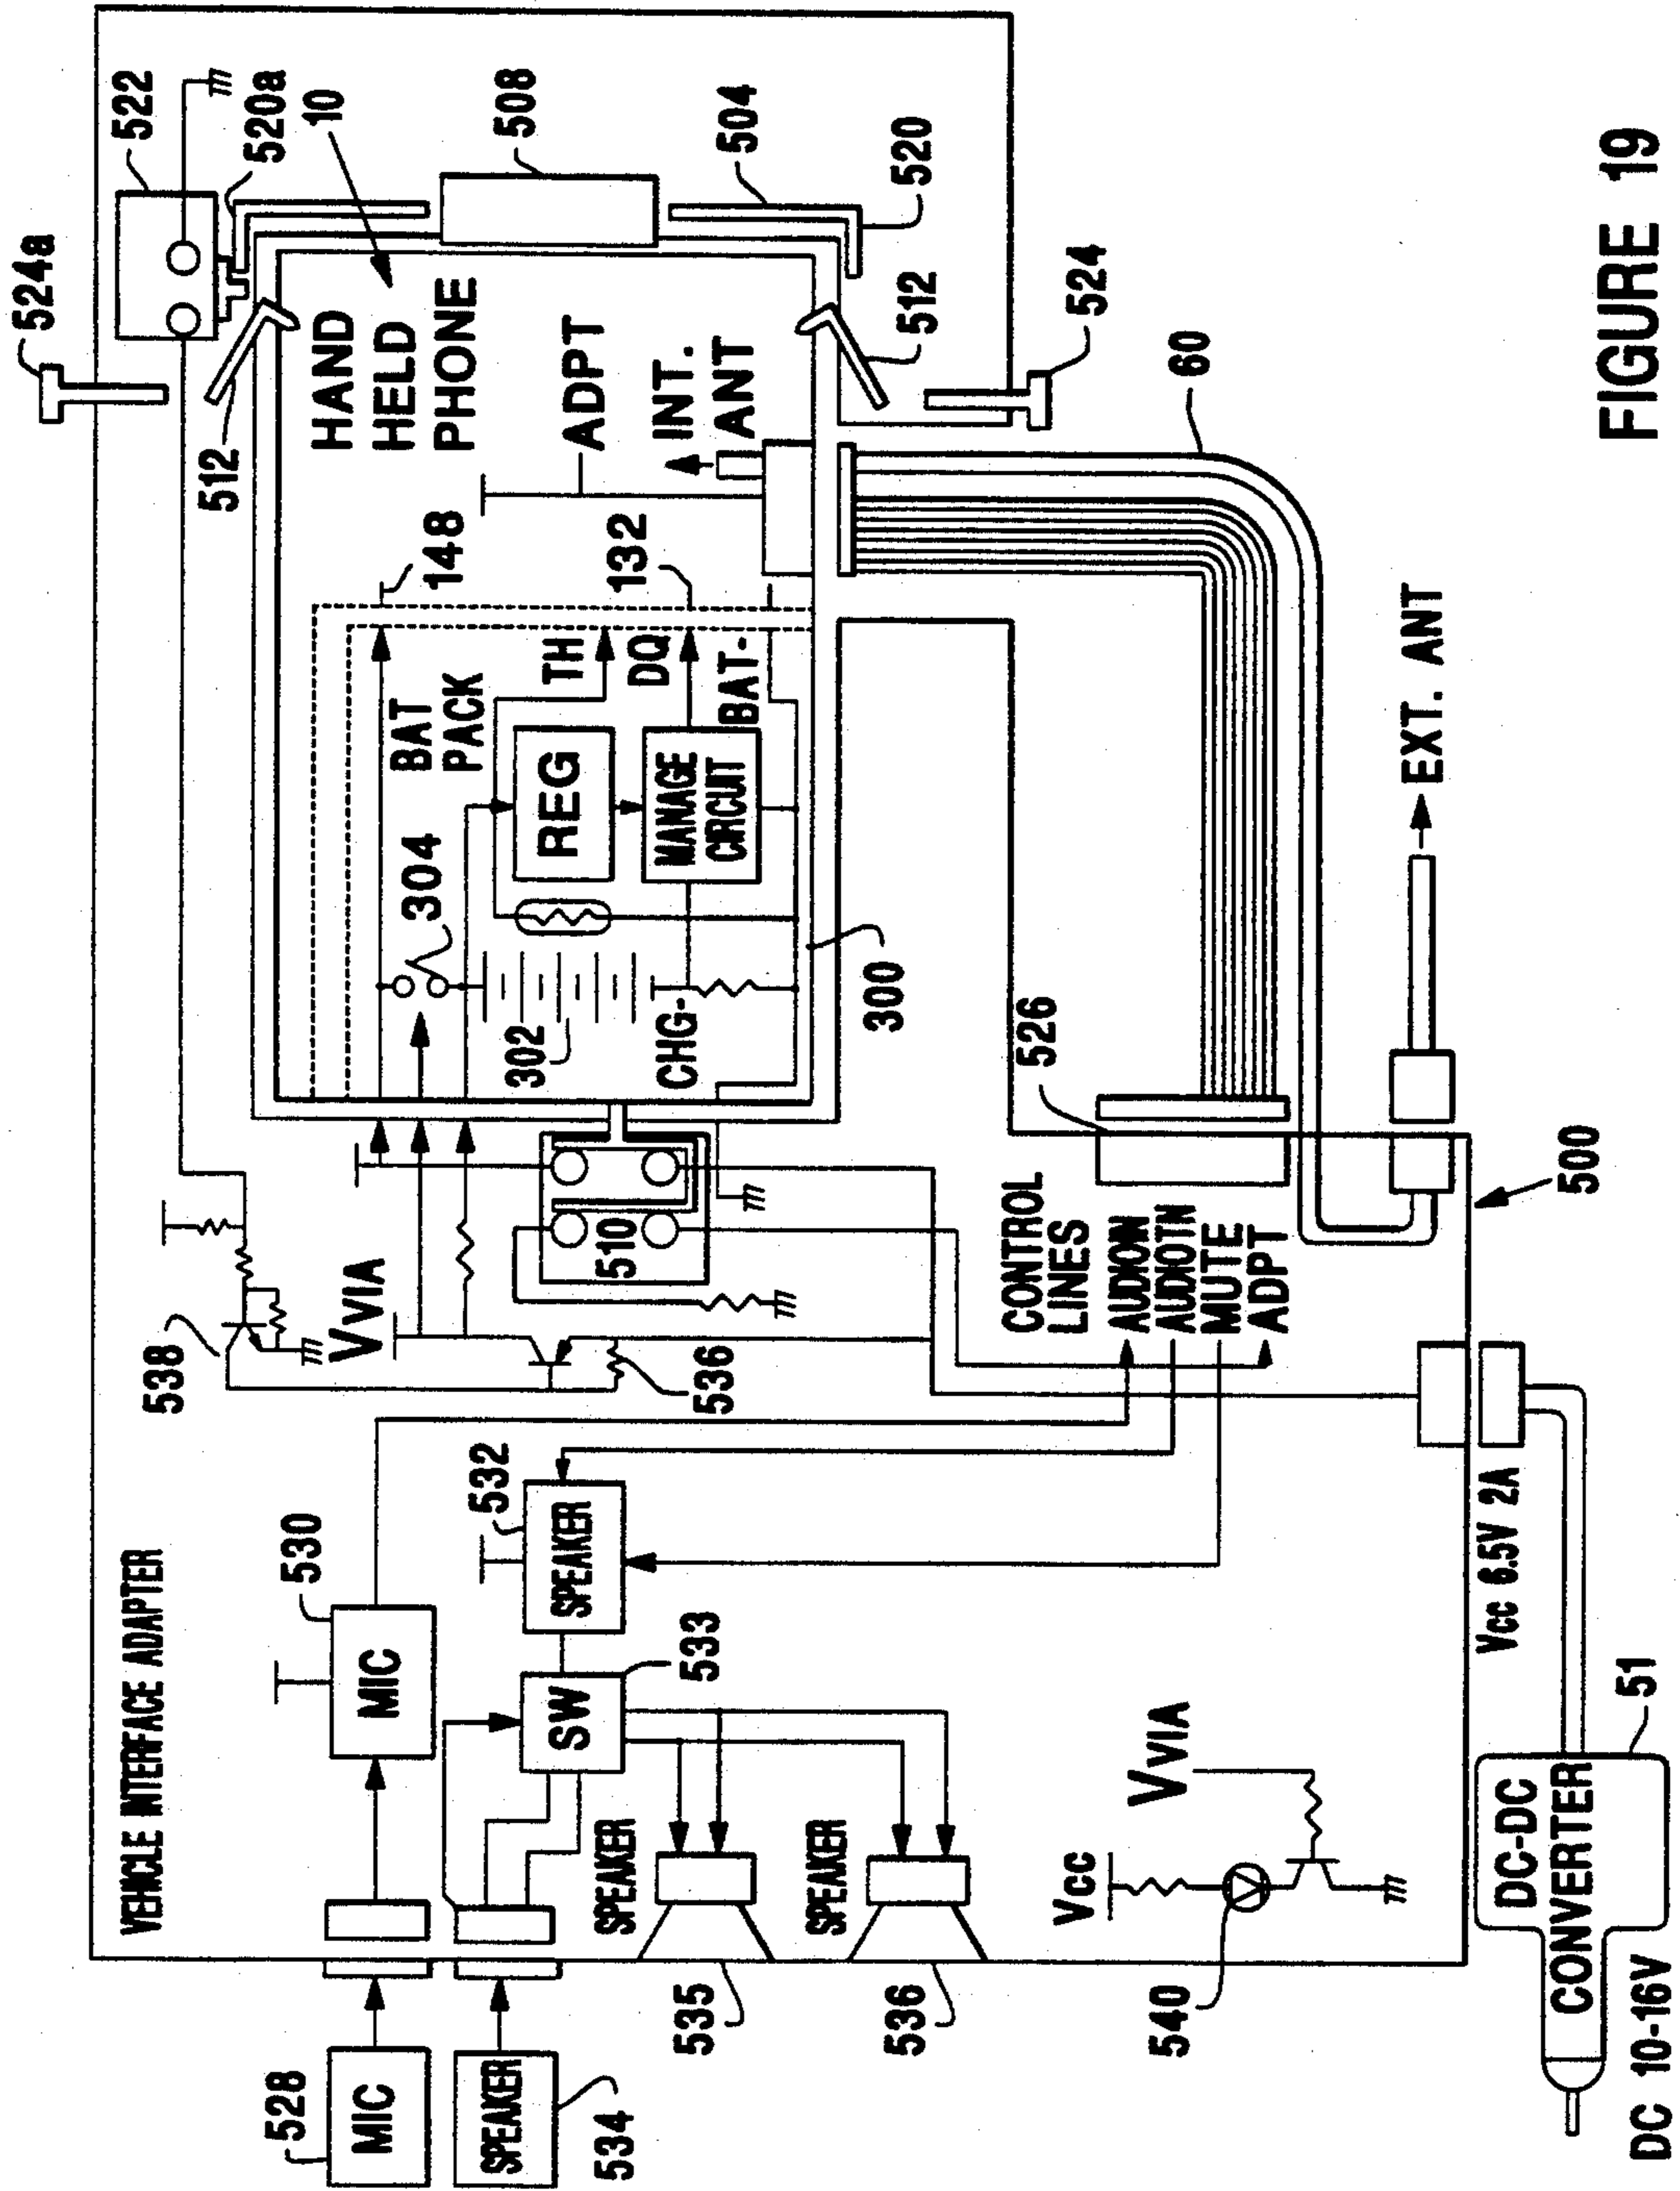 VEHICLE INTERFACE ADAPTER
524a
522
520a
10
508
504
520
512
524
60
512
HAND
HELD
PHONE
ADPT
INT.
ANT
148
132
BAT
PACK
TH
DQ
BAT-
REG
MANAGE
CIRCUIT
304
302
CHG-
300
526
EXT. ANT
500
510
CONTROL
LINES
AUDION
AUDIOTN
MUTE
ADPT
538
VVIA
536
530
MIC
532
SPEAKER
533
SW
528
MIC
534
SPEAKER
SPEAKER
535
SPEAKER
536
540
Vcc
VVIA
Vcc 6.5V 2A
51
DC-DC
CONVERTER
DC 10-16V
FIGURE 19